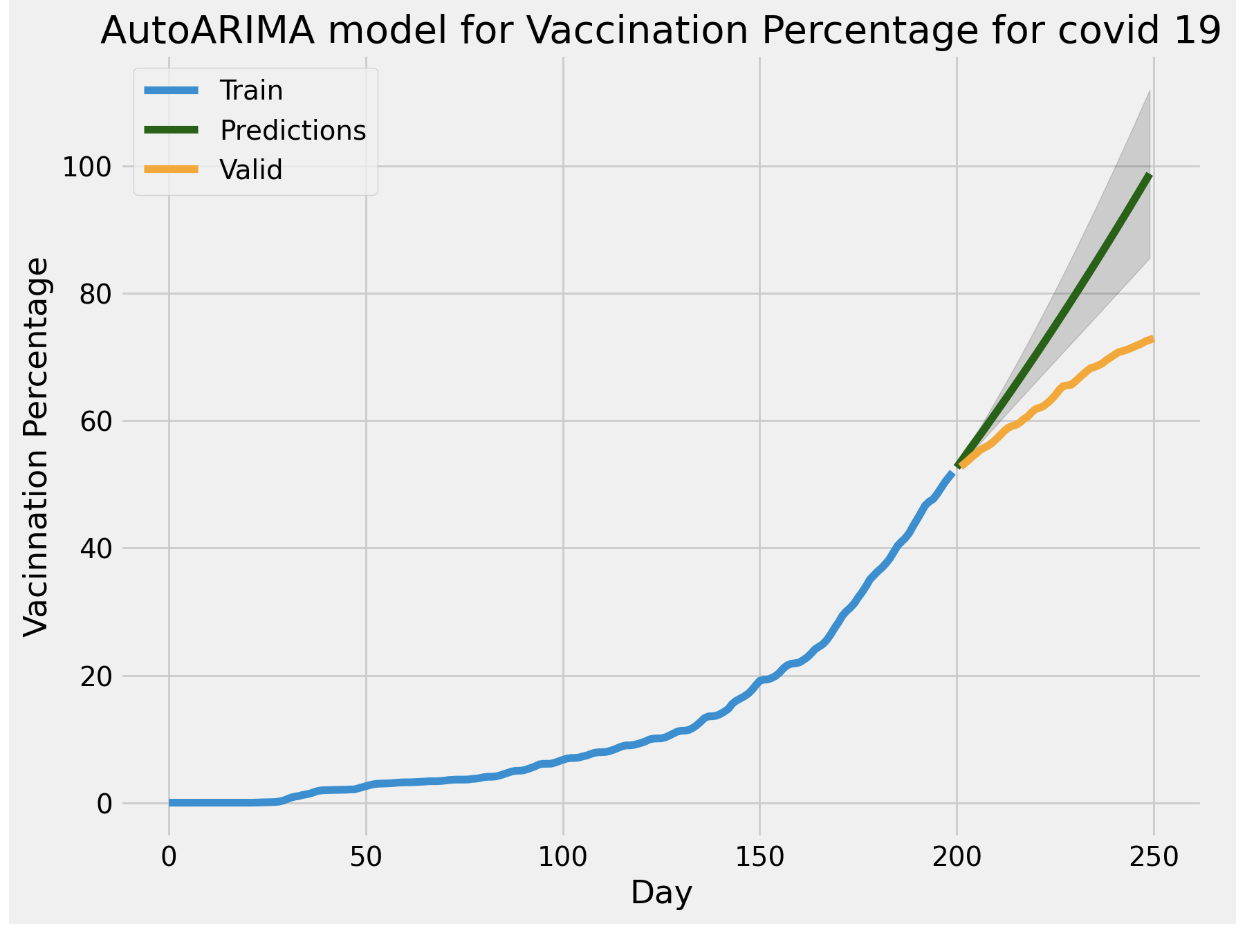 AutoARIMA model for Vaccination Percentage for covid 19
Train
Predictions
Valid
Vacinnation Percentage
100
80
60
40
20
0
0 50 100 150 200 250
Day